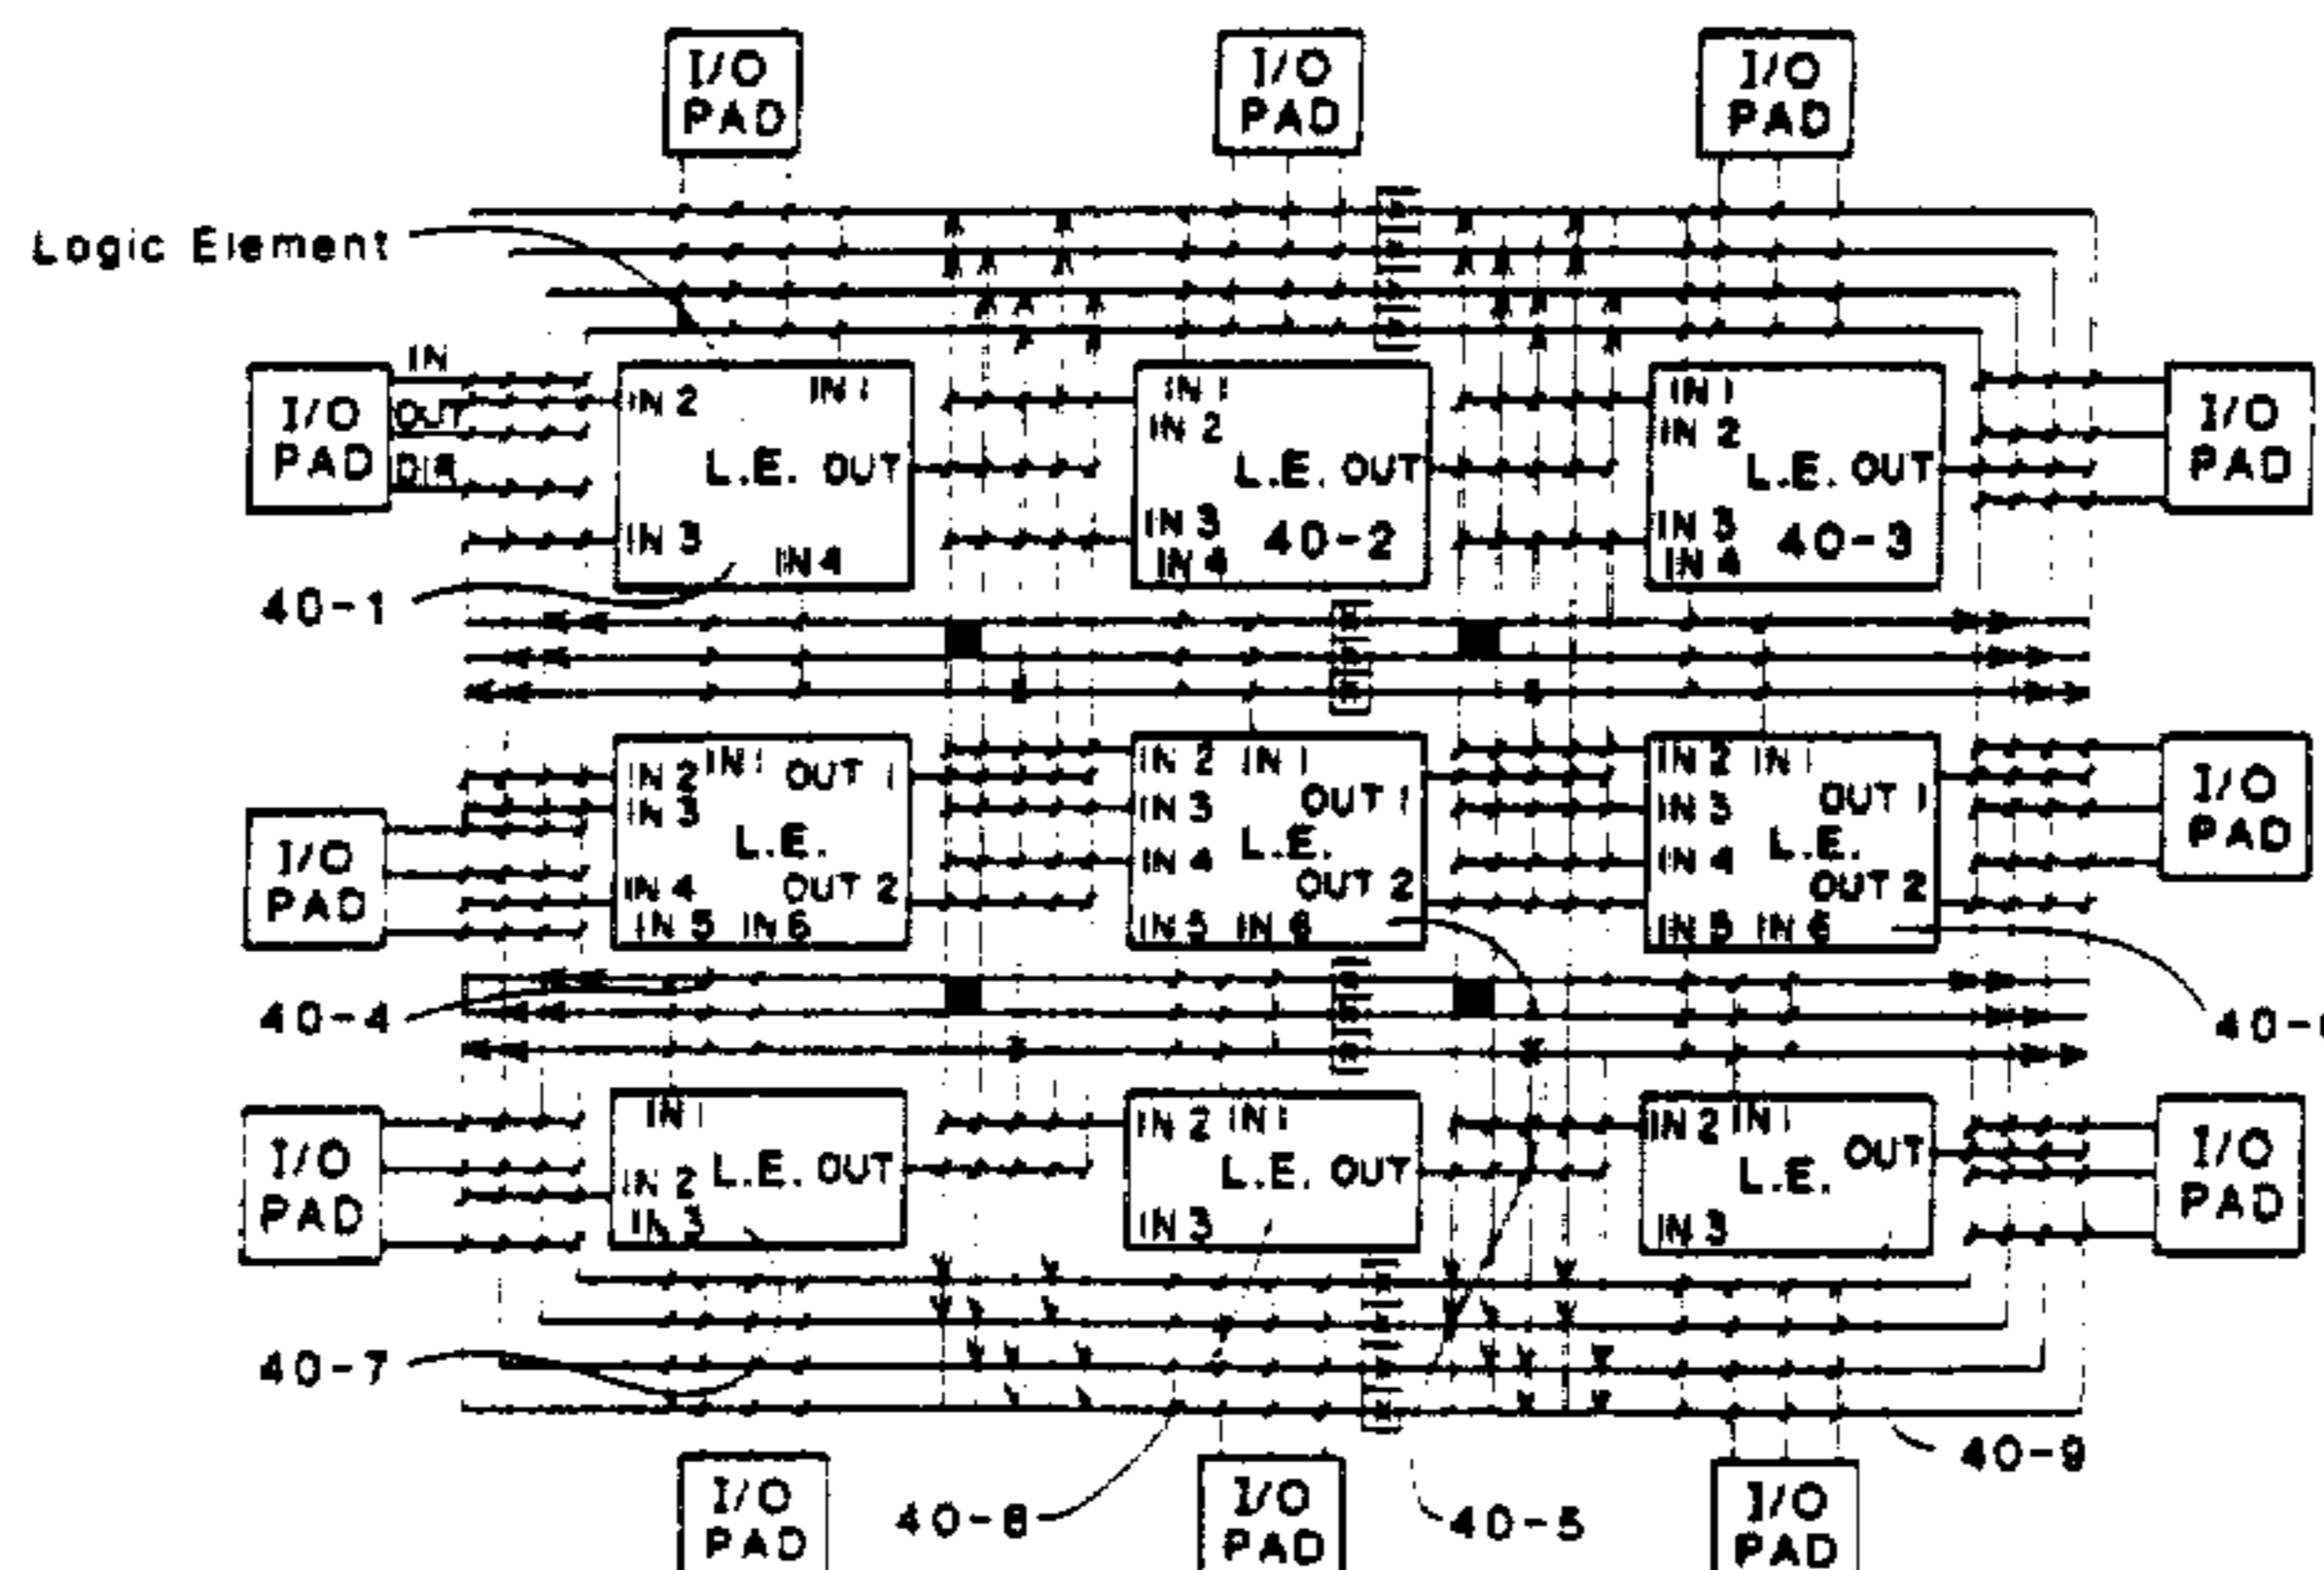 I/O PAD
I/O PAD
I/O PAD
Logic Element
I/O PAD
IN
OUT
DIR
IN 2
IN 1
L.E. OUT
IN 3
IN 4
IN 1
IN 2
L.E. OUT
IN 3
40-2
IN 4
IN 1
IN 2
L.E. OUT
IN 3
40-3
IN 4
I/O PAD
40-1
I/O PAD
IN 2
IN 1
OUT 1
IN 3
L.E.
IN 4
OUT 2
IN 5
IN 6
IN 2
IN 1
OUT 1
IN 3
L.E.
IN 4
OUT 2
IN 5
IN 6
IN 2
IN 1
OUT 1
IN 3
L.E.
IN 4
OUT 2
IN 5
IN 6
I/O PAD
40-4
I/O PAD
IN 1
L.E. OUT
IN 2
IN 3
IN 2
IN 1
L.E. OUT
IN 3
IN 2
IN 1
OUT
L.E.
IN 3
I/O PAD
40-7
40-9
I/O PAD
40-8
I/O PAD
40-5
I/O PAD